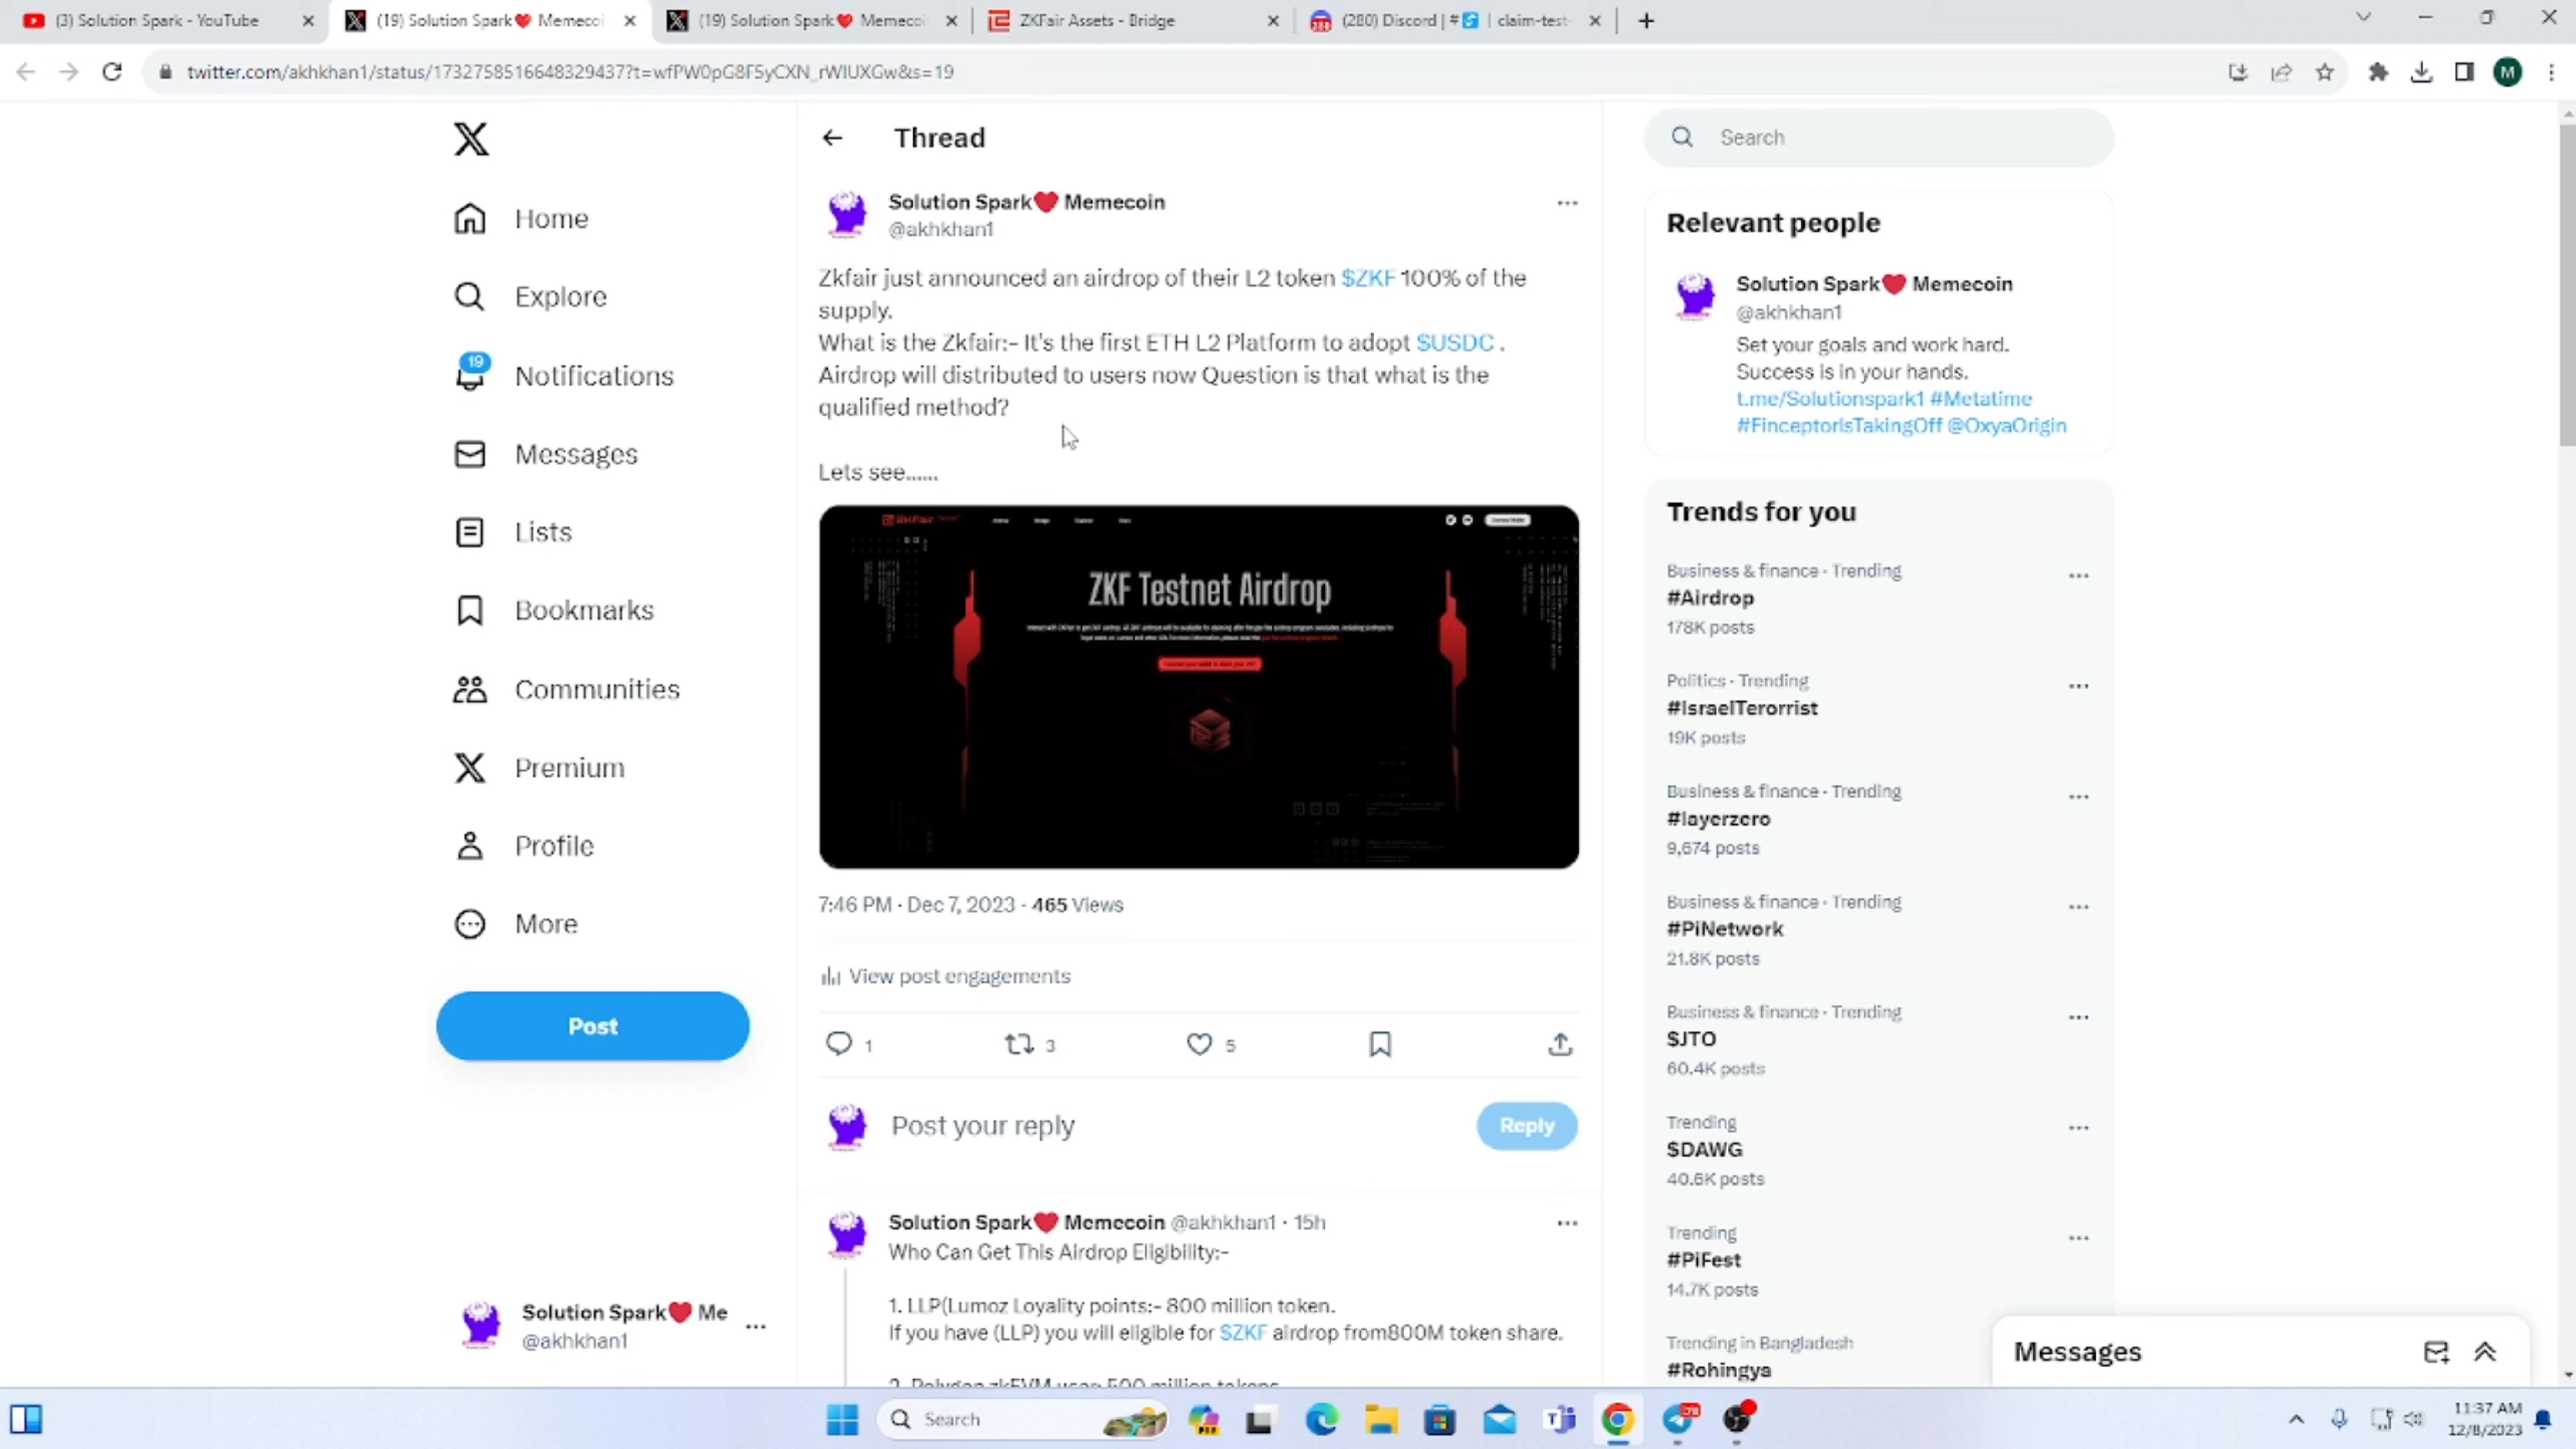 (3) Solution Spark - YouTube
(19) Solution Spark❤️ Memecoi
(19) Solution Spark❤️ Memecoi
ZKFair Assets - Bridge
(280) Discord | # | claim-test
twitter.com/akhkhan1/status/1732758516648329437?t=wfPW0pG8F5yCXN_rWIUXGw&s=19
M
Home
Explore
19
Notifications
Messages
Lists
Bookmarks
Communities
Premium
Profile
More
Post
Solution Spark❤️ Me
@akhkhan1
Thread
Solution Spark❤️ Memecoin
@akhkhan1
Zkfair just announced an airdrop of their L2 token $ZKF 100% of the
supply.
What is the Zkfair:- It's the first ETH L2 Platform to adopt $USDC .
Airdrop will distributed to users now Question is that what is the
qualified method?
Lets see......
ZKFair
ZKF Testnet Airdrop
7:46 PM · Dec 7, 2023 · 465 Views
View post engagements
1
3
5
Post your reply
Reply
Solution Spark❤️ Memecoin @akhkhan1 · 15h
Who Can Get This Airdrop Eligibility:-
1. LLP(Lumoz Loyality points:- 800 million token.
If you have (LLP) you will eligible for $ZKF airdrop from800M token share.
2. Polygon zkEVM user: 500 million tokens
Search
Relevant people
Solution Spark❤️ Memecoin
@akhkhan1
Set your goals and work hard.
Success is in your hands.
t.me/Solutionspark1 #Metatime
#FinceptorIsTakingOff @OxyaOrigin
Trends for you
Business & finance · Trending
#Airdrop
178K posts
Politics · Trending
#IsraelTerorrist
19K posts
Business & finance · Trending
#layerzero
9,674 posts
Business & finance · Trending
#PiNetwork
21.8K posts
Business & finance · Trending
$JTO
60.4K posts
Trending
$DAWG
40.6K posts
Trending
#PiFest
14.7K posts
Trending in Bangladesh
#Rohingya
Messages
Search
11:37 AM
12/8/2023